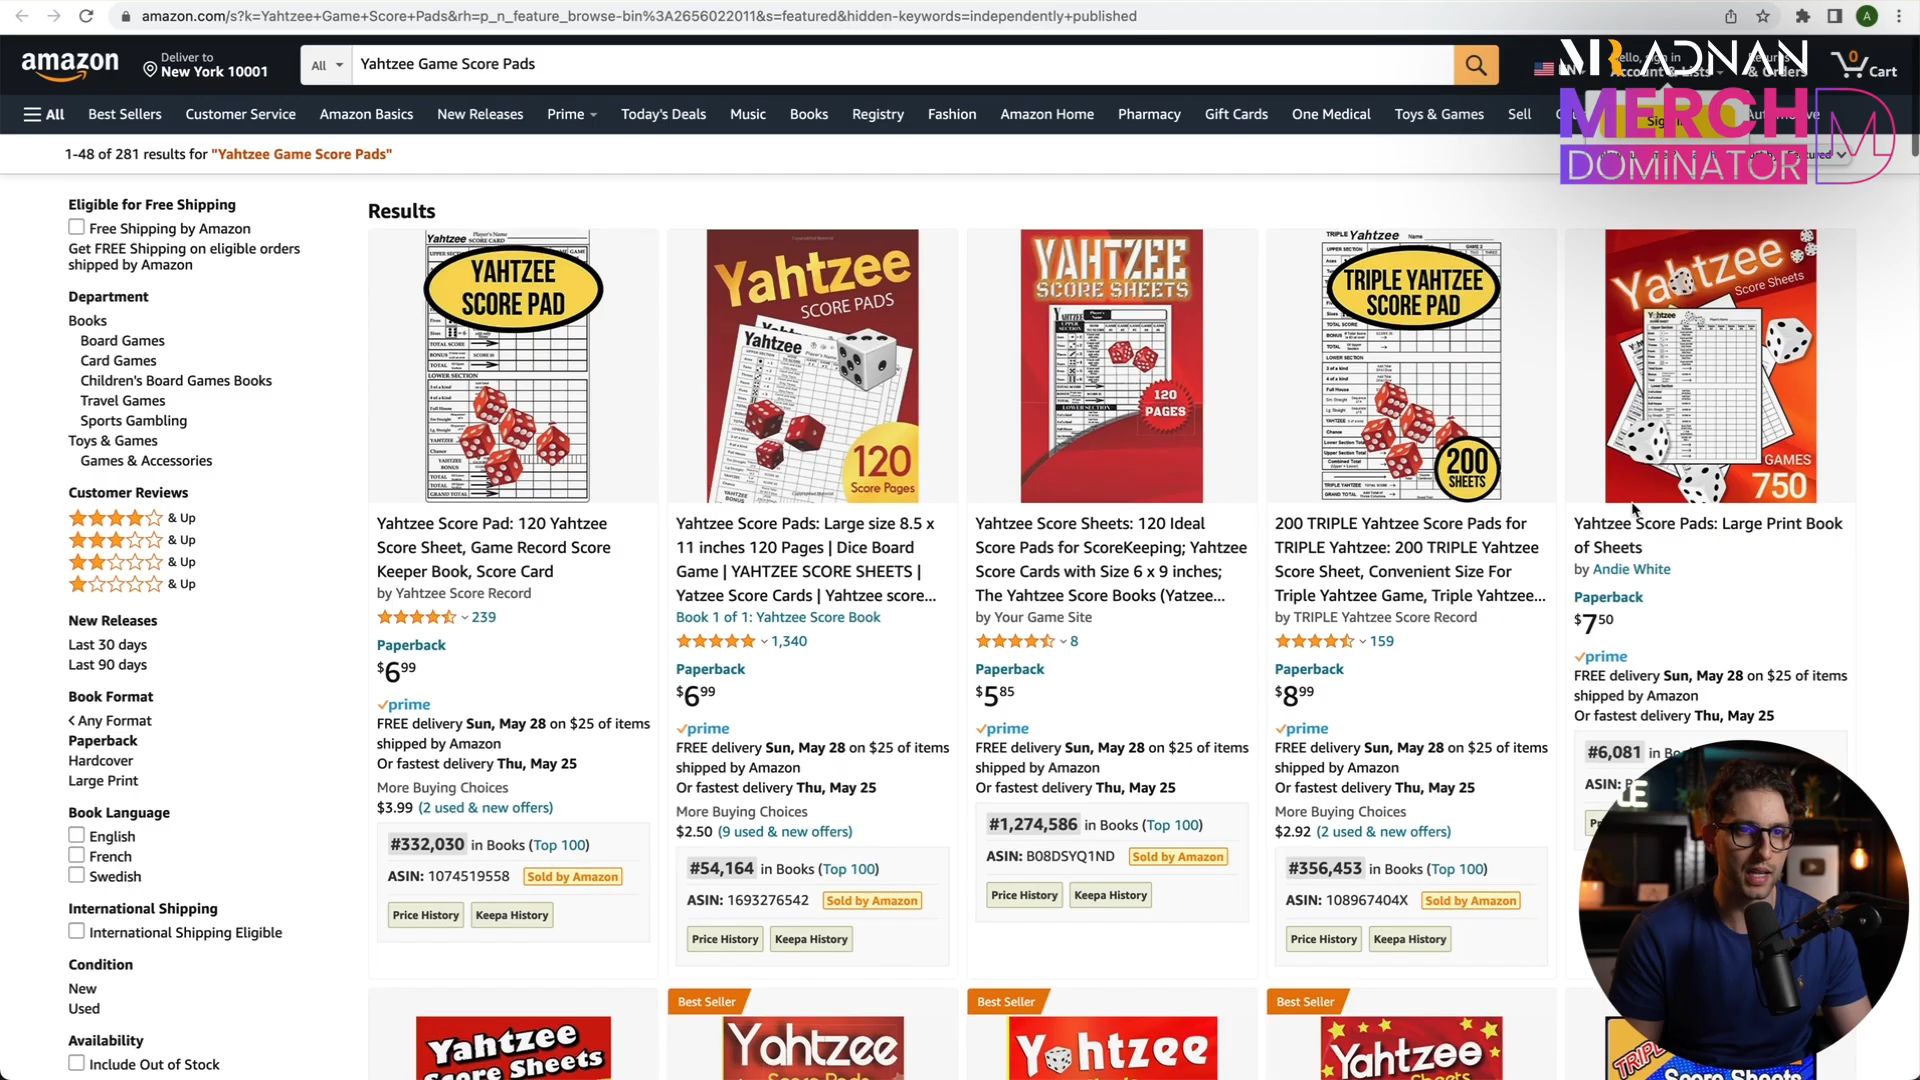 amazon.com/s?k=Yahtzee+Game+Score+Pads&rh=p_n_feature_browse-bin%3A2656022011&s=featured&hidden-keywords=independently+published
A
amazon
Deliver to
New York 10001
All
Yahtzee Game Score Pads
Hello, sign in
Account & Lists
& Orders
0
Cart
MR ADNAN
MERCH
DOMINATOR
All
Best Sellers
Customer Service
Amazon Basics
New Releases
Prime
Today's Deals
Music
Books
Registry
Fashion
Amazon Home
Pharmacy
Gift Cards
One Medical
Toys & Games
Sell
Automotive
1-48 of 281 results for "Yahtzee Game Score Pads"
Eligible for Free Shipping
Free Shipping by Amazon
Get FREE Shipping on eligible orders
shipped by Amazon
Department
Books
Board Games
Card Games
Children's Board Games Books
Travel Games
Sports Gambling
Toys & Games
Games & Accessories
Customer Reviews
& Up
& Up
& Up
& Up
New Releases
Last 30 days
Last 90 days
Book Format
Any Format
Paperback
Hardcover
Large Print
Book Language
English
French
Swedish
International Shipping
International Shipping Eligible
Condition
New
Used
Availability
Include Out of Stock
Results
Yahtzee SCORE CARD
YAHTZEE
SCORE PAD
LOWER SECTION
GRAND TOTAL
Yahtzee Score Pad: 120 Yahtzee
Score Sheet, Game Record Score
Keeper Book, Score Card
by Yahtzee Score Record
239
Paperback
$6.99
prime
FREE delivery Sun, May 28 on $25 of items
shipped by Amazon
Or fastest delivery Thu, May 25
More Buying Choices
$3.99 (2 used & new offers)
#332,030 in Books (Top 100)
ASIN: 1074519558 Sold by Amazon
Price History
Keepa History
Yahtzee
SCORE PADS
Yahtzee
120
Score Pages
Yahtzee Score Pads: Large size 8.5 x
11 inches 120 Pages | Dice Board
Game | YAHTZEE SCORE SHEETS |
Yatzee Score Cards | Yahtzee score...
Book 1 of 1: Yahtzee Score Book
1,340
Paperback
$6.99
prime
FREE delivery Sun, May 28 on $25 of items
shipped by Amazon
Or fastest delivery Thu, May 25
More Buying Choices
$2.50 (9 used & new offers)
#54,164 in Books (Top 100)
ASIN: 1693276542 Sold by Amazon
Price History
Keepa History
YAHTZEE
SCORE SHEETS
120
PAGES
Yahtzee Score Sheets: 120 Ideal
Score Pads for ScoreKeeping; Yahtzee
Score Cards with Size 6 x 9 inches;
The Yahtzee Score Books (Yatzee...
by Your Game Site
8
Paperback
$5.85
prime
FREE delivery Sun, May 28 on $25 of items
shipped by Amazon
Or fastest delivery Thu, May 25
#1,274,586 in Books (Top 100)
ASIN: B08DSYQ1ND Sold by Amazon
Price History
Keepa History
TRIPLE Yahtzee Name
TRIPLE YAHTZEE
SCORE PAD
LOWER SECTION
200
SHEETS
200 TRIPLE Yahtzee Score Pads for
TRIPLE Yahtzee: 200 TRIPLE Yahtzee
Score Sheet, Convenient Size For
Triple Yahtzee Game, Triple Yahtzee...
by TRIPLE Yahtzee Score Record
159
Paperback
$8.99
prime
FREE delivery Sun, May 28 on $25 of items
shipped by Amazon
Or fastest delivery Thu, May 25
More Buying Choices
$2.92 (2 used & new offers)
#356,453 in Books (Top 100)
ASIN: 108967404X Sold by Amazon
Price History
Keepa History
Yahtzee
Score Sheets
GAMES
750
Yahtzee Score Pads: Large Print Book
of Sheets
by Andie White
Paperback
$7.50
prime
FREE delivery Sun, May 28 on $25 of items
shipped by Amazon
Or fastest delivery Thu, May 25
#6,081 in
ASIN:
LE
Yahtzee
Score Sheets
Best Seller
Yahtzee
Best Seller
Yahtzee
Best Seller
Yahtzee
TRIPLE
Score Sheets